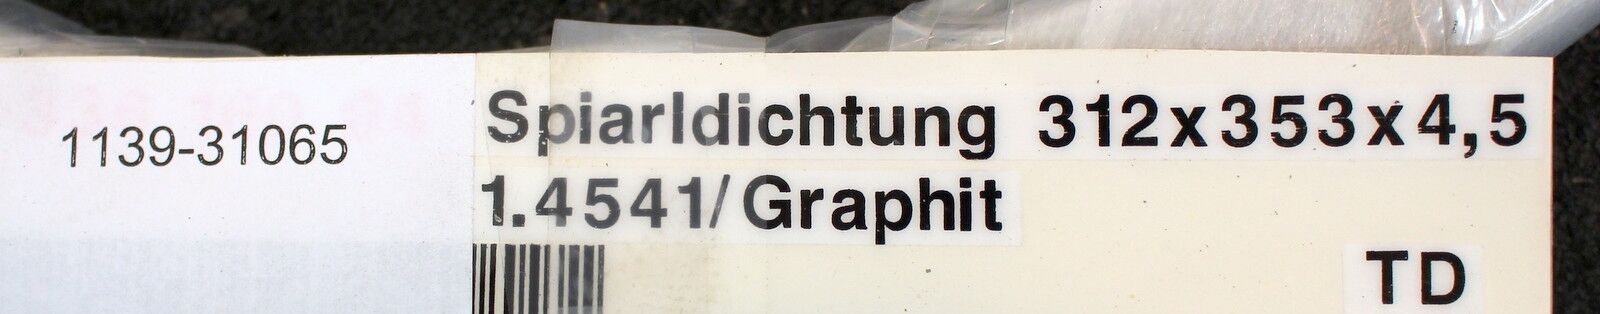 1139-31065
Spiarldichtung 312x353x4,5
1.4541/Graphit
TD